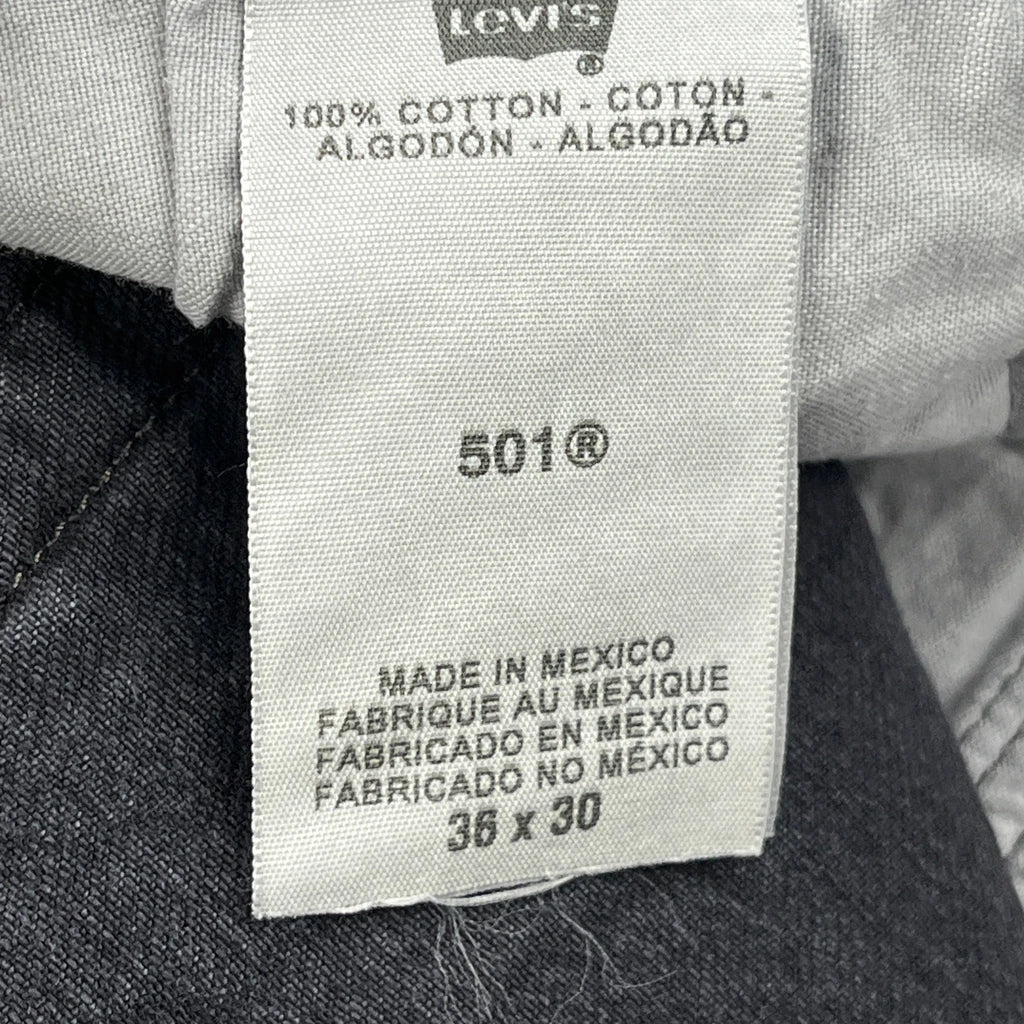 Levi's
®
100% COTTON - COTON -
ALGODÓN - ALGODÃO
501®
MADE IN MEXICO
FABRIQUE AU MEXIQUE
FABRICADO EN MÉXICO
FABRICADO NO MÉXICO
36 x 30